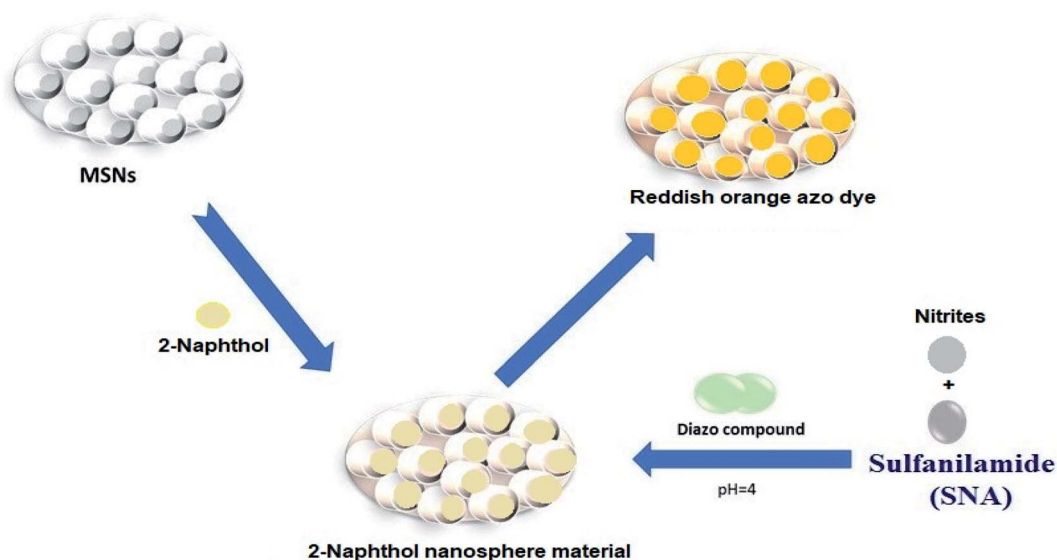 MSNs
Reddish orange azo dye
2-Naphthol
Nitrites
+
Diazo compound
Sulfanilamide
(SNA)
pH=4
2-Naphthol nanosphere material